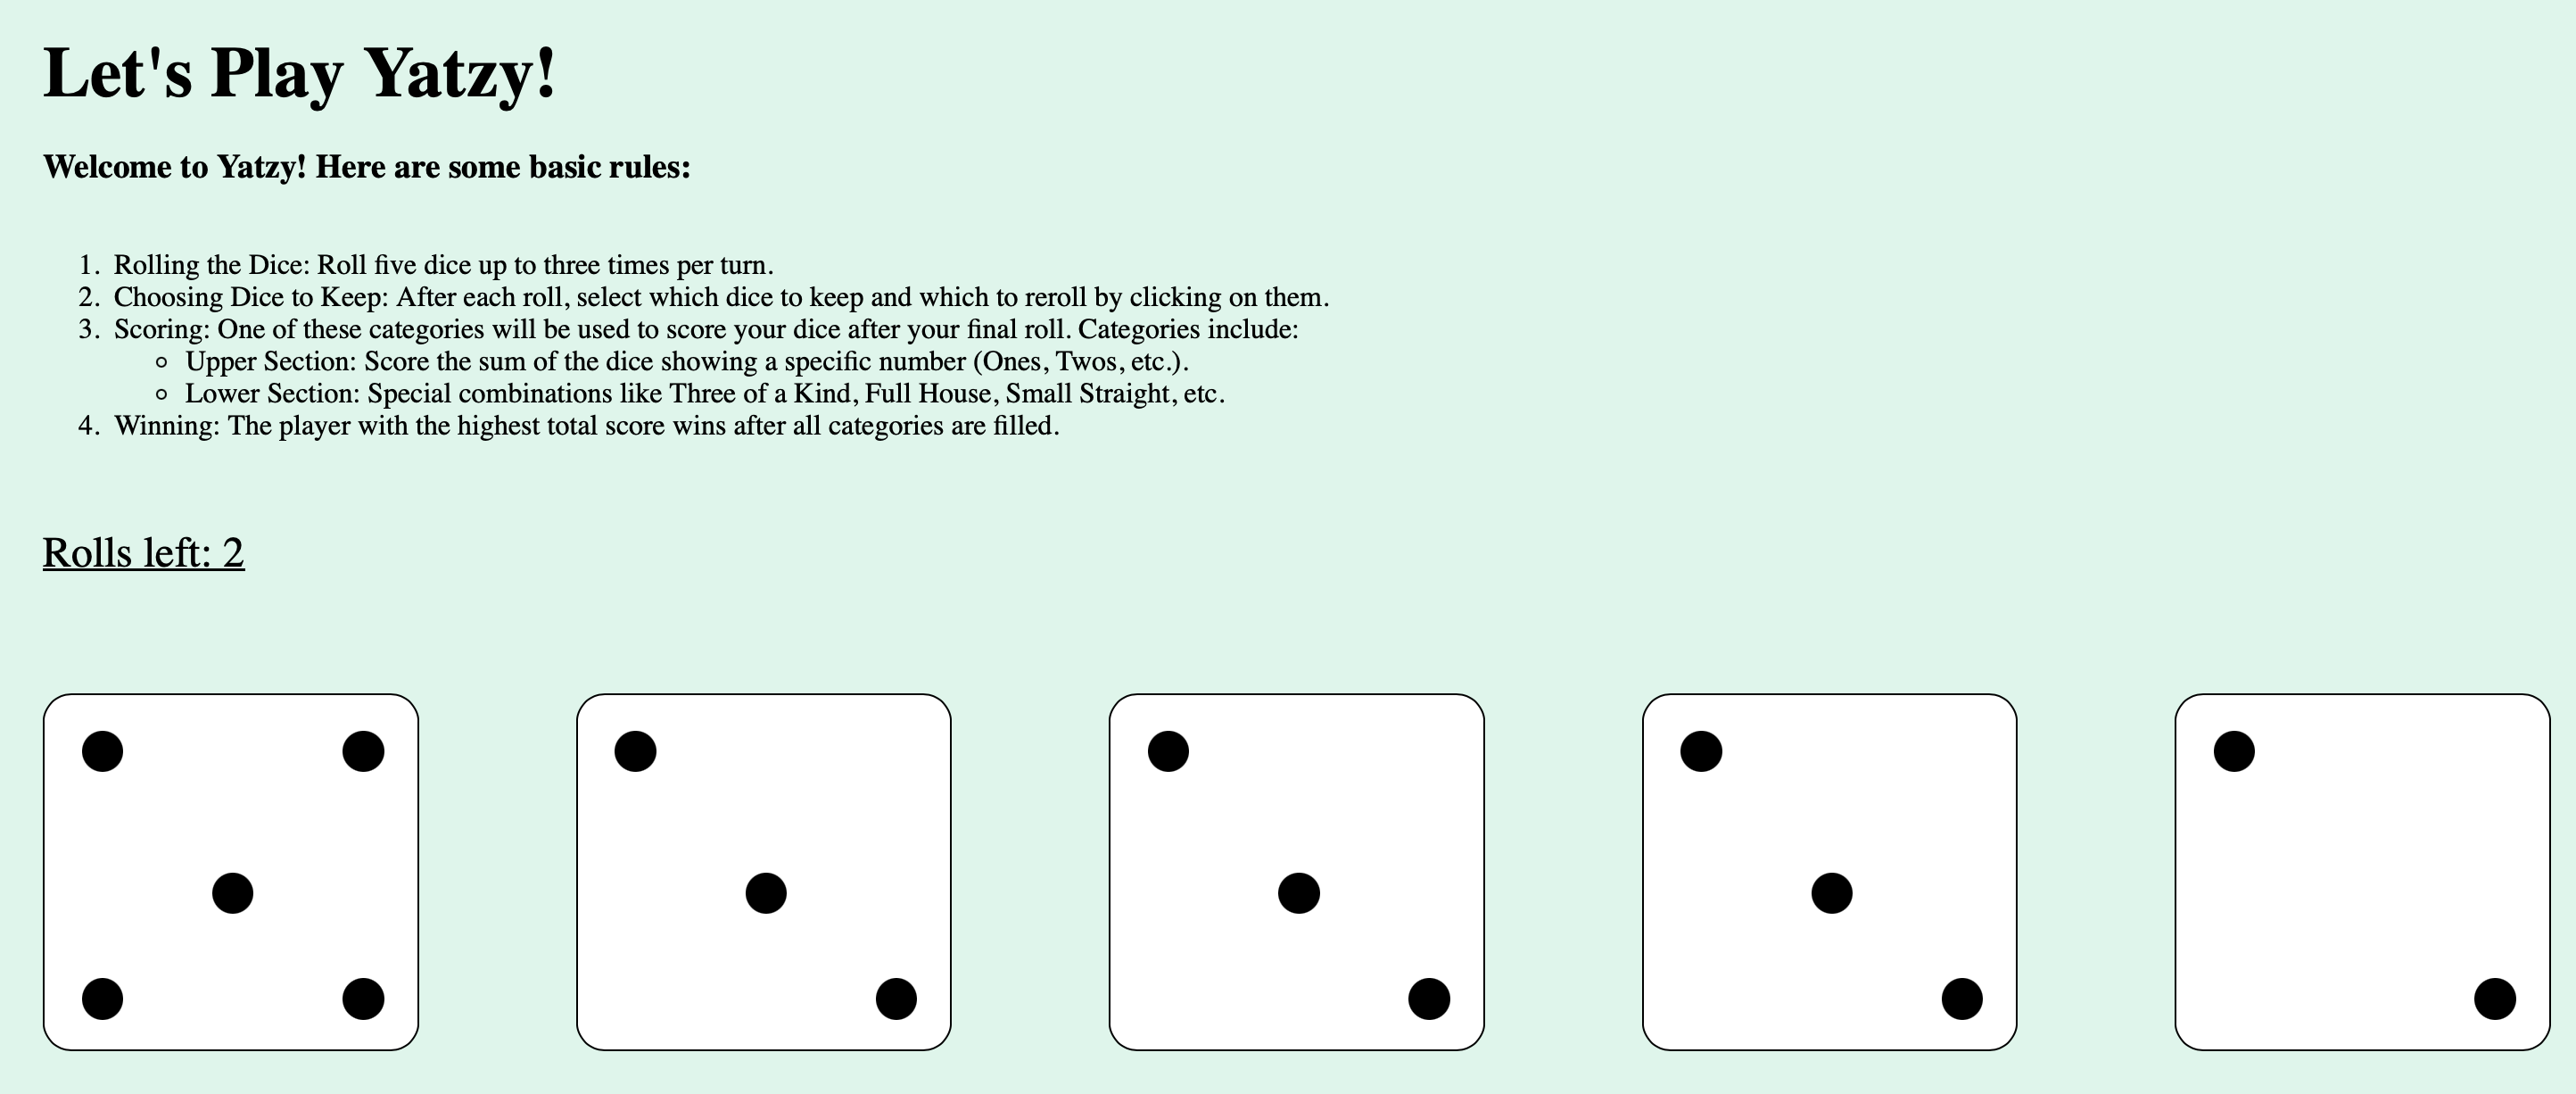 Let's Play Yatzy!
Welcome to Yatzy! Here are some basic rules:
1. Rolling the Dice: Roll five dice up to three times per turn.
2. Choosing Dice to Keep: After each roll, select which dice to keep and which to reroll by clicking on them.
3. Scoring: One of these categories will be used to score your dice after your final roll. Categories include:
◦ Upper Section: Score the sum of the dice showing a specific number (Ones, Twos, etc.).
◦ Lower Section: Special combinations like Three of a Kind, Full House, Small Straight, etc.
4. Winning: The player with the highest total score wins after all categories are filled.
Rolls left: 2